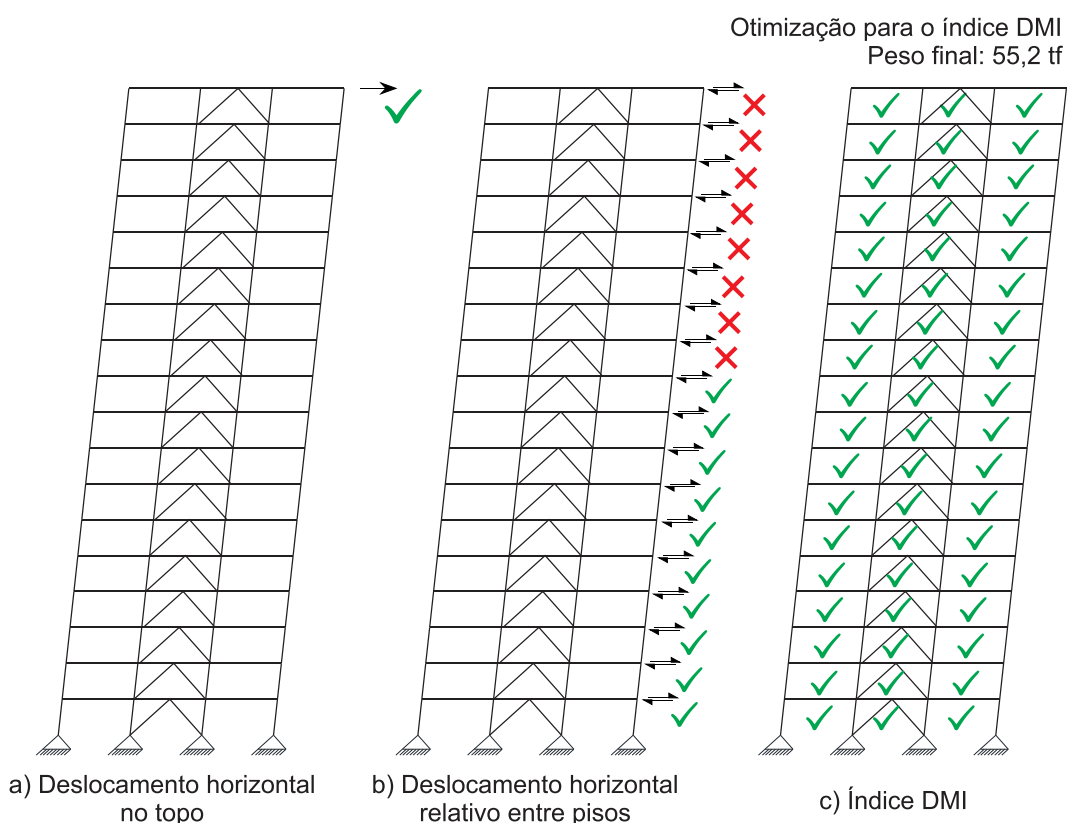 Otimização para o índice DMI
Peso final: 55,2 tf
a) Deslocamento horizontal
no topo
b) Deslocamento horizontal
relativo entre pisos
c) Índice DMI